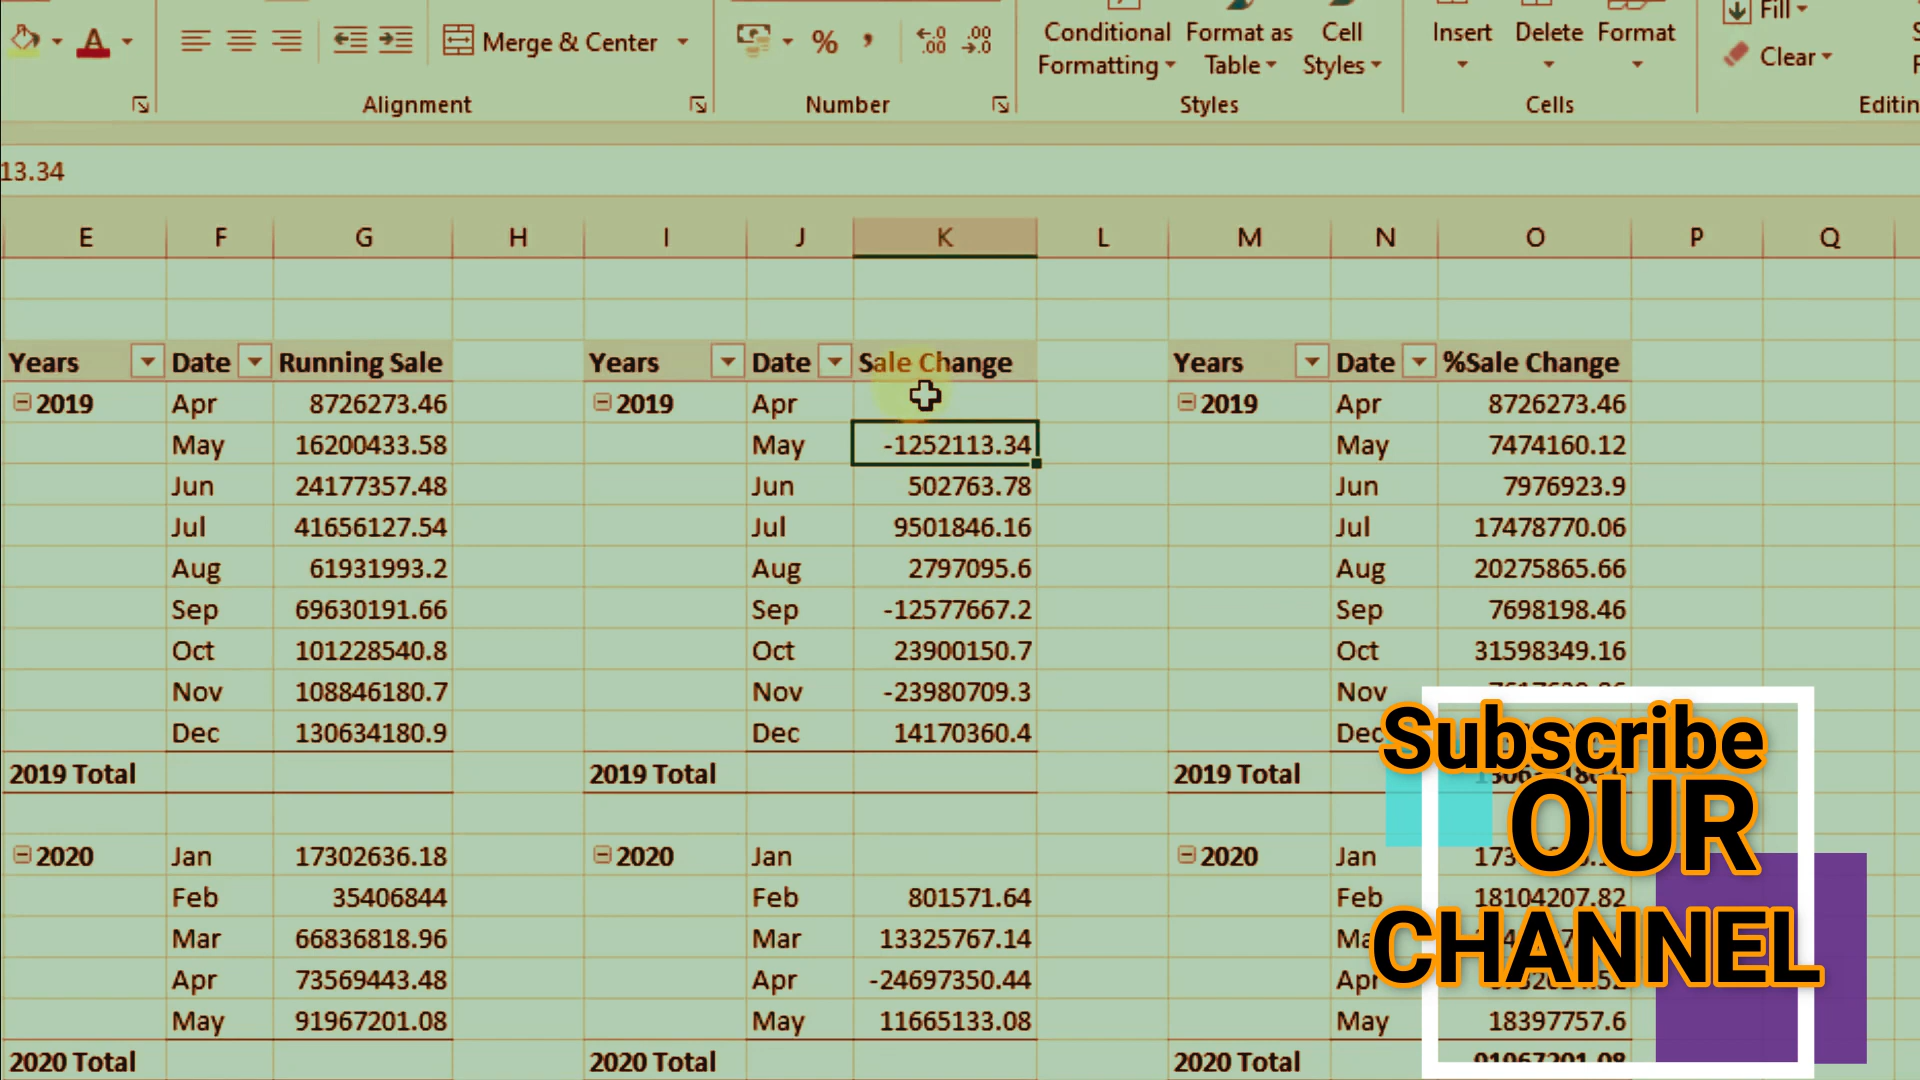 Merge & Center % , .00 .00 Conditional Formatting Format as Table Cell Styles Insert Delete Format Fill Clear
Alignment Number Styles Cells
13.34
E F G H I J K L M N O P Q
Years Date Running Sale Years Date Sale Change Years Date %Sale Change
2019 Apr 8726273.46 2019 Apr 2019 Apr 8726273.46
May 16200433.58 May -1252113.34 May 7474160.12
Jun 24177357.48 Jun 502763.78 Jun 7976923.9
Jul 41656127.54 Jul 9501846.16 Jul 17478770.06
Aug 61931993.2 Aug 2797095.6 Aug 20275865.66
Sep 69630191.66 Sep -12577667.2 Sep 7698198.46
Oct 101228540.8 Oct 23900150.7 Oct 31598349.16
Nov 108846180.7 Nov -23980709.3 Nov
Dec 130634180.9 Dec 14170360.4 Dec
2019 Total 2019 Total 2019 Total
2020 Jan 17302636.18 2020 Jan 2020 Jan
Feb 35406844 Feb 801571.64 Feb 18104207.82
Mar 66836818.96 Mar 13325767.14
Apr 73569443.48 Apr -24697350.44 Apr
May 91967201.08 May 11665133.08 May 18397757.6
2020 Total 2020 Total 2020 Total 91967201.08
Subscribe
OUR
CHANNEL